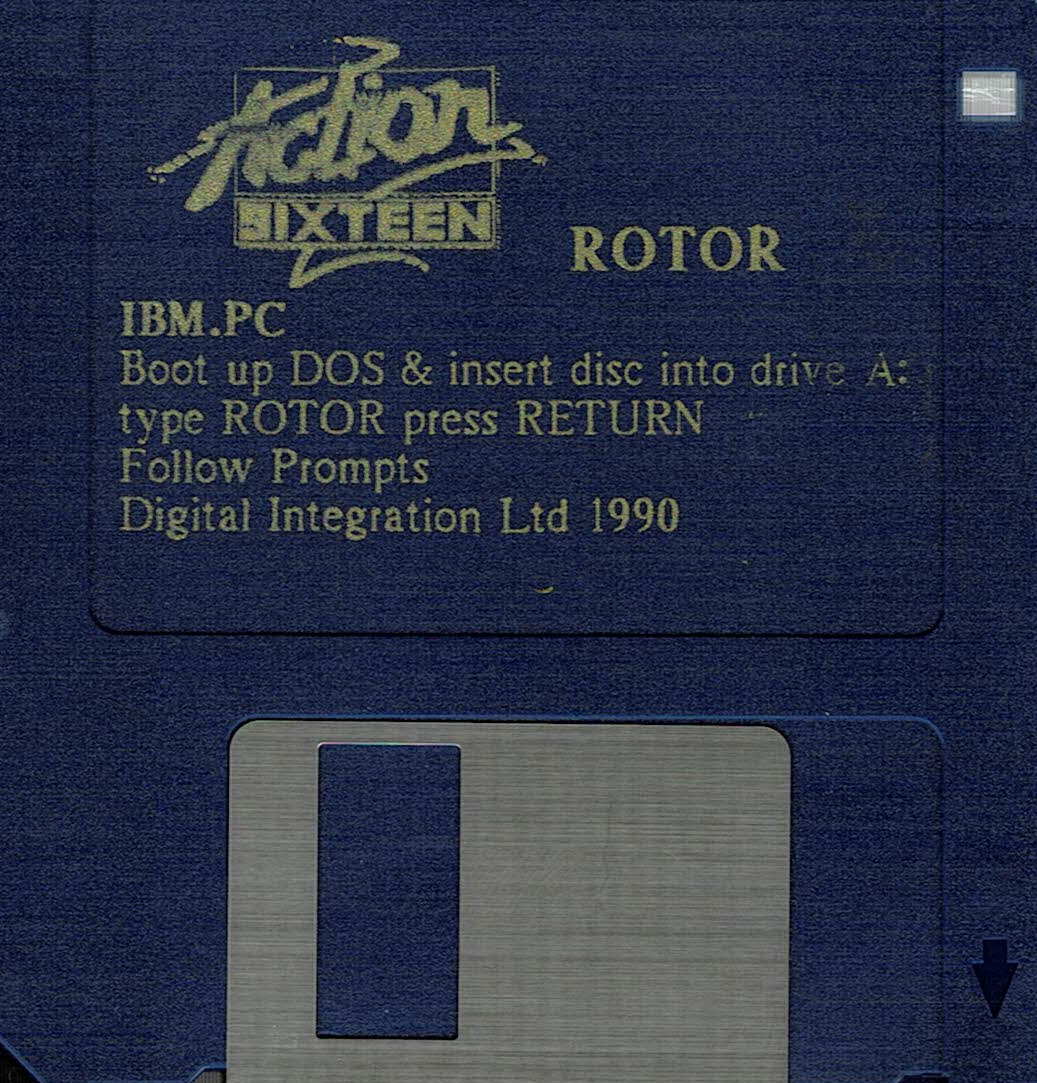 Action
SIXTEEN
ROTOR
IBM.PC
Boot up DOS & insert disc into drive A:
type ROTOR press RETURN
Follow Prompts
Digital Integration Ltd 1990